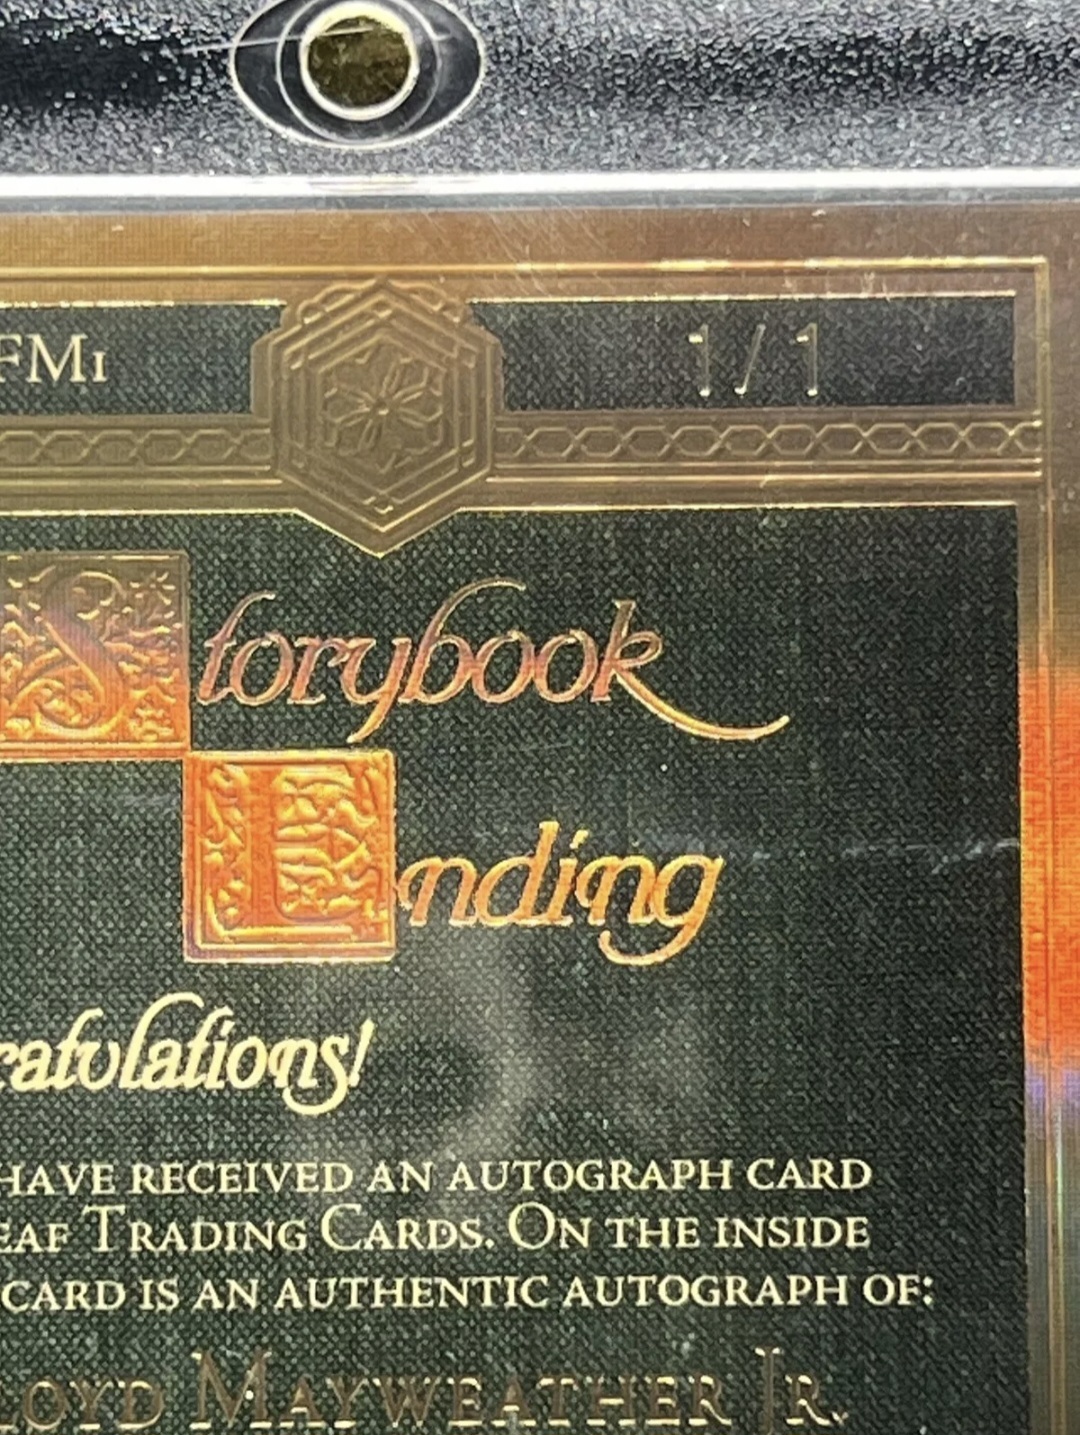 FM1
1/1
Storybook
Ending
ratulations!
HAVE RECEIVED AN AUTOGRAPH CARD
EAF TRADING CARDS. ON THE INSIDE
CARD IS AN AUTHENTIC AUTOGRAPH OF:
LOYD MAYWEATHER JR.